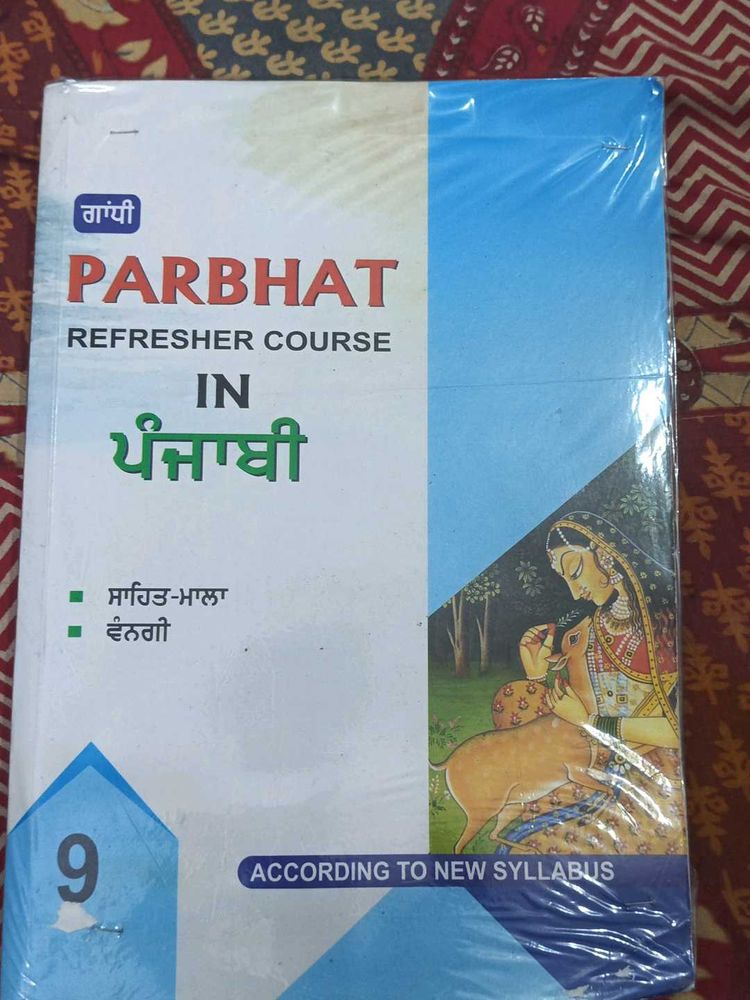 ਗਾਂਧੀ
PARBHAT
REFRESHER COURSE
IN
ਪੰਜਾਬੀ
ਸਾਹਿਤ-ਮਾਲਾ
ਵੰਨਗੀ
9
ACCORDING TO NEW SYLLABUS